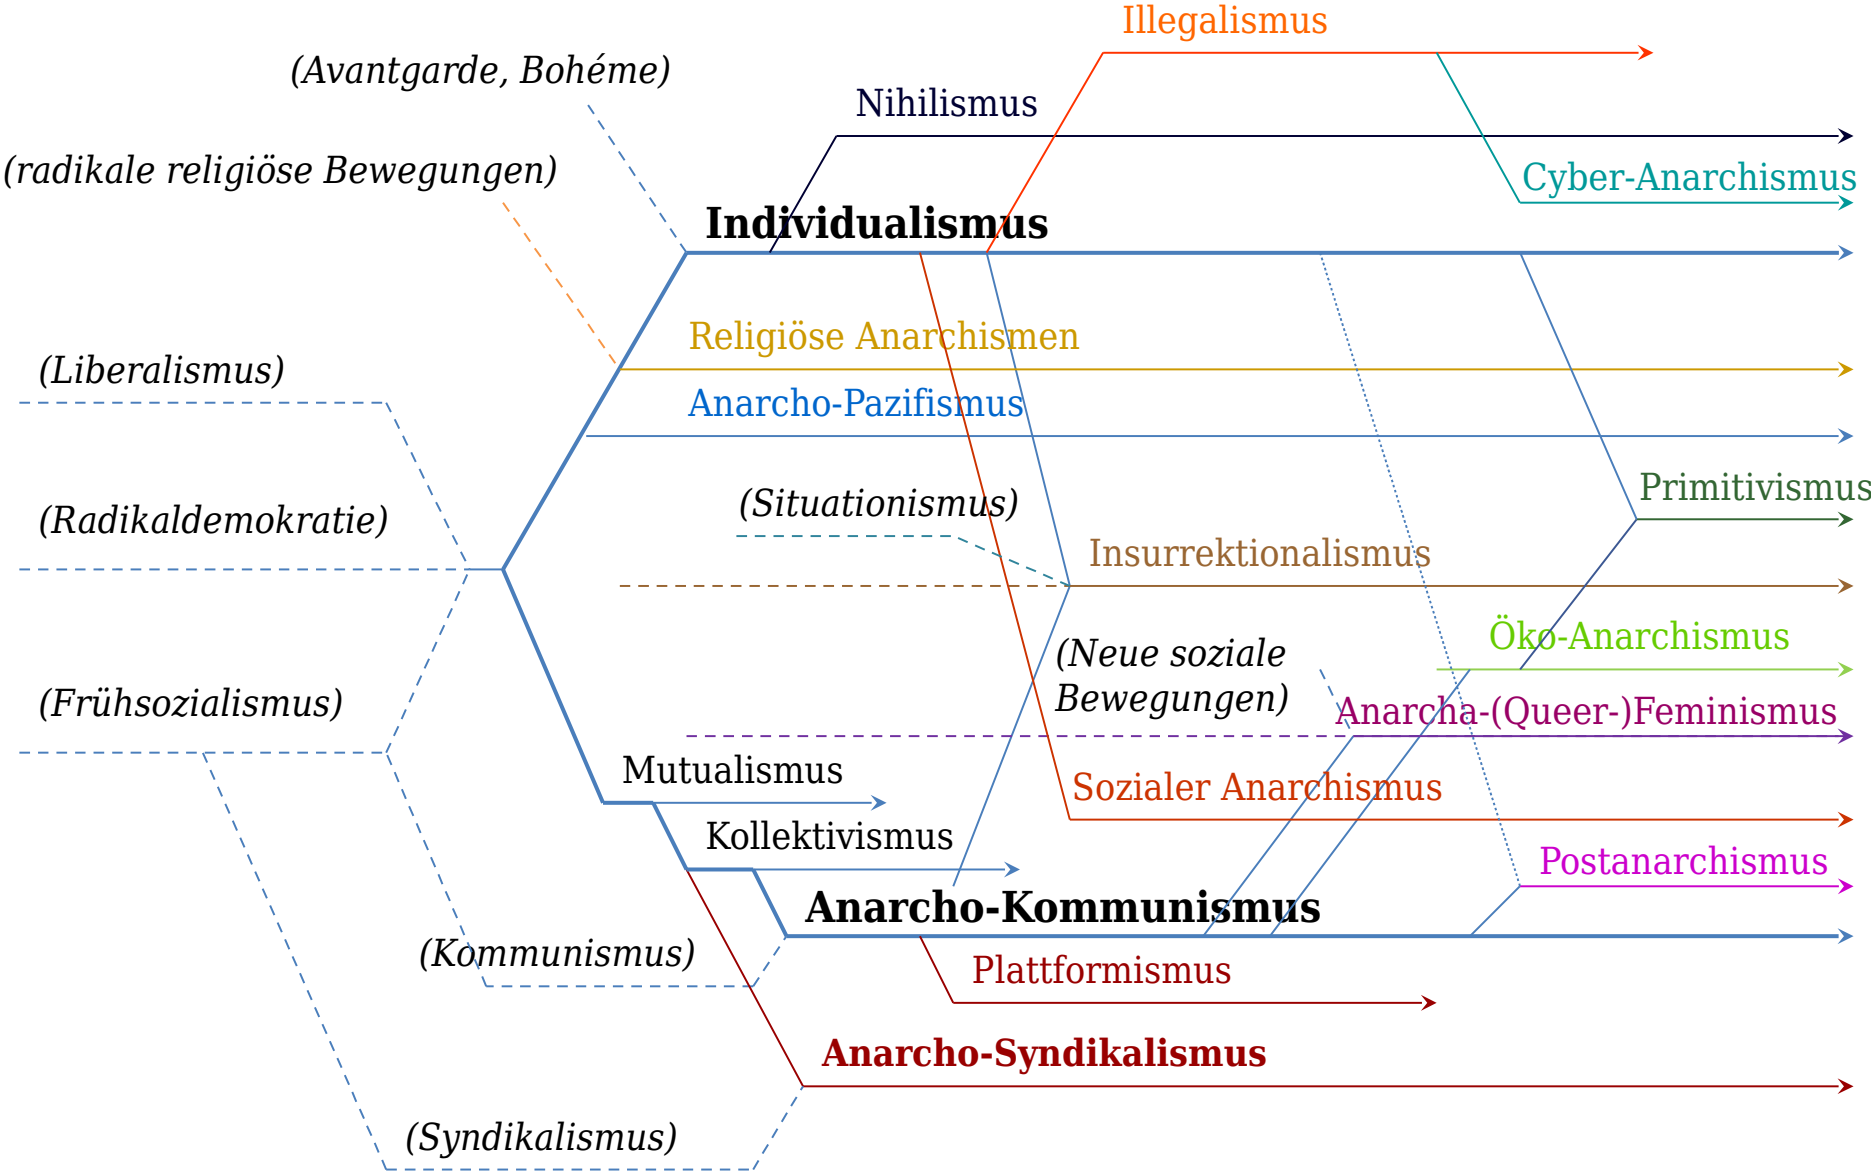 Illegalismus
(Avantgarde, Bohéme)
Nihilismus
(radikale religiöse Bewegungen)
Cyber-Anarchismus
Individualismus
Religiöse Anarchismen
(Liberalismus)
Anarcho-Pazifismus
Primitivismus
(Situationismus)
(Radikaldemokratie)
Insurrektionalismus
Öko-Anarchismus
(Neue soziale
Bewegungen)
(Frühsozialismus)
Anarcha-(Queer-)Feminismus
Mutualismus
Sozialer Anarchismus
Kollektivismus
Postanarchismus
Anarcho-Kommunismus
(Kommunismus)
Plattformismus
Anarcho-Syndikalismus
(Syndikalismus)